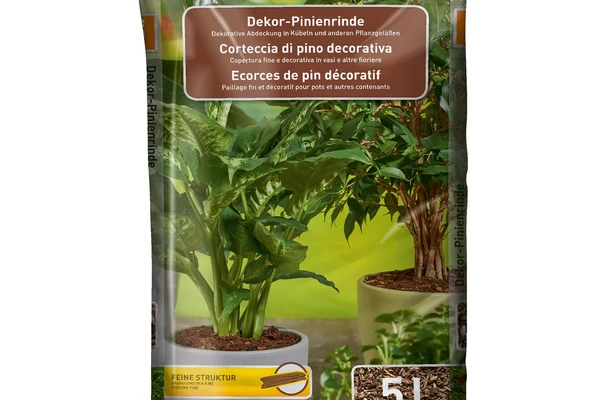 Dekor-Pinienrinde
Dekorative Abdeckung in Kübeln und anderen Pflanzgefäßen
Corteccia di pino decorativa
Copertura fine e decorativa in vasi e altre fioriere
Ecorces de pin décoratif
Paillage fin et décoratif pour pots et autres contenants
Dekor-Pinienrinde
Dekor-Pinienrinde
FEINE STRUKTUR
TEXTURE FINE
5 l